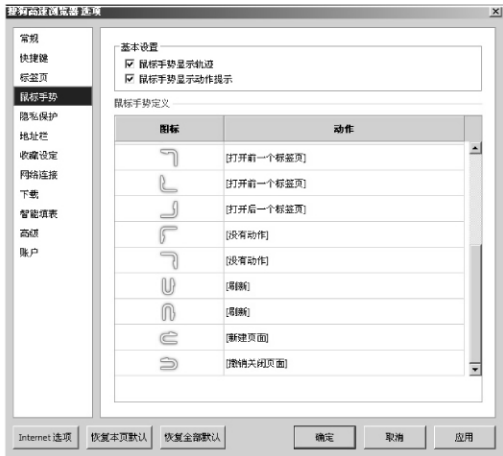 搜狗高速浏览器 选项
常规
快捷键
标签页
鼠标手势
隐私保护
地址栏
收藏设定
网络连接
下载
智能填表
高级
账户
基本设置
鼠标手势显示轨迹
鼠标手势显示动作提示
鼠标手势定义
图标 动作
[打开前一个标签页]
[打开前一个标签页]
[打开后一个标签页]
[没有动作]
[没有动作]
[刷新]
[刷新]
[新建页面]
[撤销关闭页面]
Internet 选项 恢复本页默认 恢复全部默认 确定 取消 应用